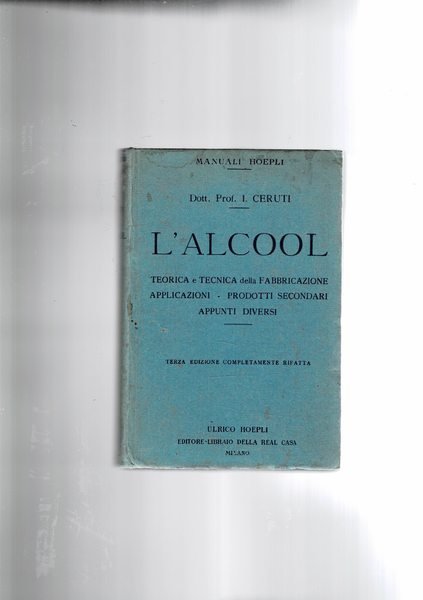 MANUALI HOEPLI
Dott. Prof. I. CERUTI
L'ALCOOL
TEORICA e TECNICA della FABBRICAZIONE
APPLICAZIONI - PRODOTTI SECONDARI
APPUNTI DIVERSI
TERZA EDIZIONE COMPLETAMENTE RIFATTA
ULRICO HOEPLI
EDITORE-LIBRAIO DELLA REAL CASA
MILANO